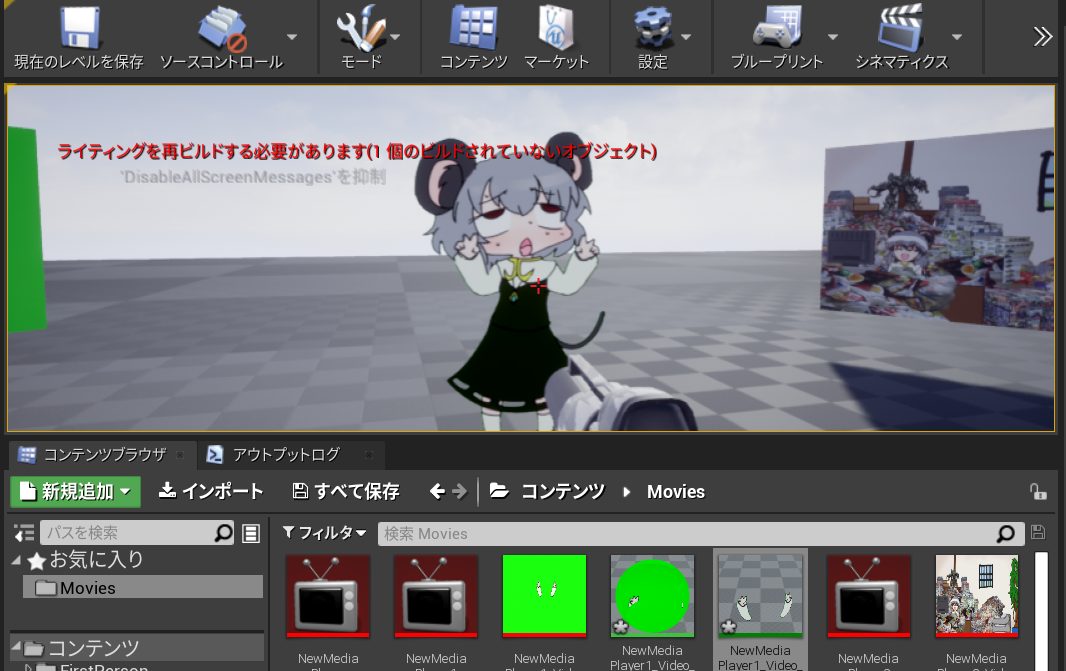 現在のレベルを保存 ソースコントロール モード コンテンツ マーケット 設定 ブループリント シネマティクス
ライティングを再ビルドする必要があります(1 個のビルドされていないオブジェクト)
'DisableAllScreenMessages'を抑制
コンテンツブラウザ アウトプットログ
新規追加 インポート すべて保存 コンテンツ Movies
パスを検索 フィルタ 検索 Movies
お気に入り
Movies
コンテンツ
FirstPerson
NewMedia NewMedia NewMedia NewMedia NewMedia NewMedia NewMedia
Player1_Video_ Player1_Video_